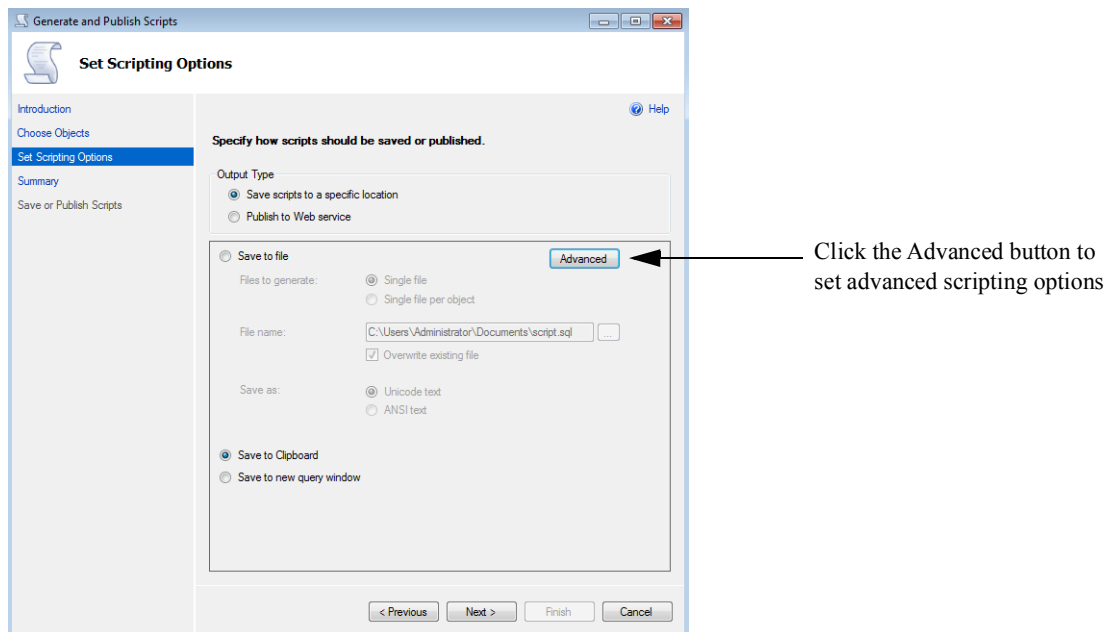 Generate and Publish Scripts
Set Scripting Options
Introduction
Choose Objects
Set Scripting Options
Summary
Save or Publish Scripts
Help
Specify how scripts should be saved or published.
Output Type
Save scripts to a specific location
Publish to Web service
Save to file
Advanced
Files to generate:
Single file
Single file per object
File name:
C:\Users\Administrator\Documents\script.sql
...
Overwrite existing file
Save as:
Unicode text
ANSI text
Save to Clipboard
Save to new query window
< Previous
Next >
Finish
Cancel
Click the Advanced button to
set advanced scripting options